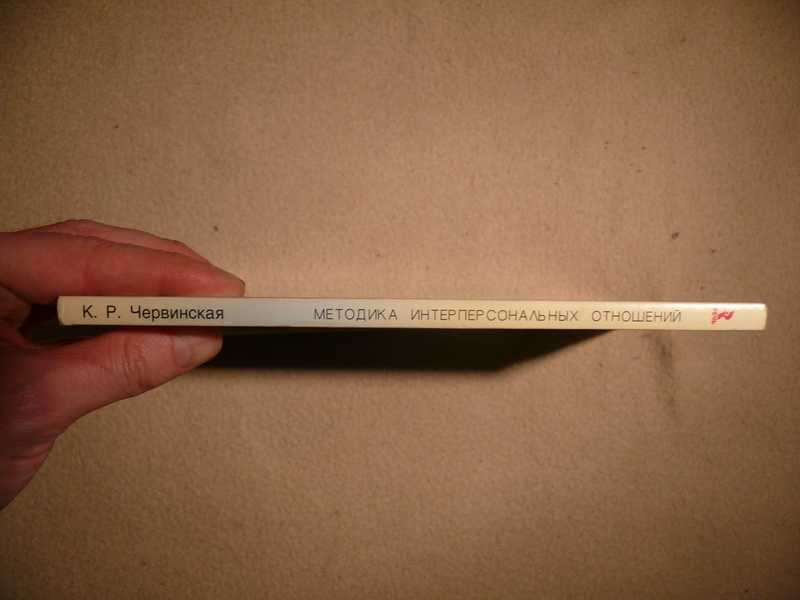 К. Р. Червинская МЕТОДИКА ИНТЕРПЕРСОНАЛЬНЫХ ОТНОШЕНИЙ